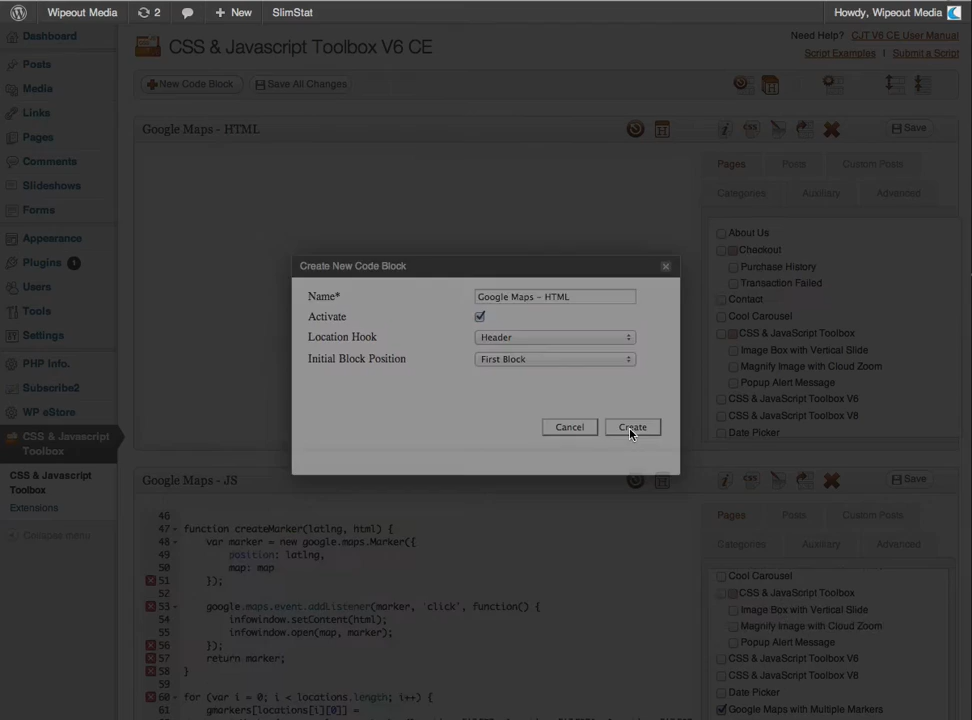 Wipeout Media 2 New SlimStat Howdy, Wipeout Media
Dashboard
Posts
Media
Links
Pages
Comments
Slideshows
Forms
Appearance
Plugins 1
Users
Tools
Settings
PHP Info.
Subscribe2
WP eStore
CSS & Javascript
Toolbox
CSS & Javascript
Toolbox
Extensions
Collapse menu
CSS & Javascript Toolbox V6 CE
Need Help? CJT V6 CE User Manual
Script Examples | Submit a Script
New Code Block Save All Changes
Google Maps - HTML
Save
Pages Posts Custom Posts
Categories Auxiliary Advanced
About Us
Checkout
Purchase History
Transaction Failed
Contact
Cool Carousel
CSS & JavaScript Toolbox
Image Box with Vertical Slide
Magnify Image with Cloud Zoom
Popup Alert Message
CSS & JavaScript Toolbox V6
CSS & JavaScript Toolbox V8
Date Picker
Create New Code Block
Name* Google Maps - HTML
Activate
Location Hook Header
Initial Block Position First Block
Cancel Create
Google Maps - JS
Save
Pages Posts Custom Posts
Categories Auxiliary Advanced
46
47 function createMarker(latlng, html) {
48 var marker = new google.maps.Marker({
49 position: latlng,
50 map: map
51 });
52
53 google.maps.event.addListener(marker, 'click', function() {
54 infowindow.setContent(html);
55 infowindow.open(map, marker);
56 });
57 return marker;
58 }
59
60 for (var i = 0; i < locations.length; i++) {
61 gmarkers[locations[i][0]] =
Cool Carousel
CSS & JavaScript Toolbox
Image Box with Vertical Slide
Magnify Image with Cloud Zoom
Popup Alert Message
CSS & JavaScript Toolbox V6
CSS & JavaScript Toolbox V8
Date Picker
Google Maps with Multiple Markers